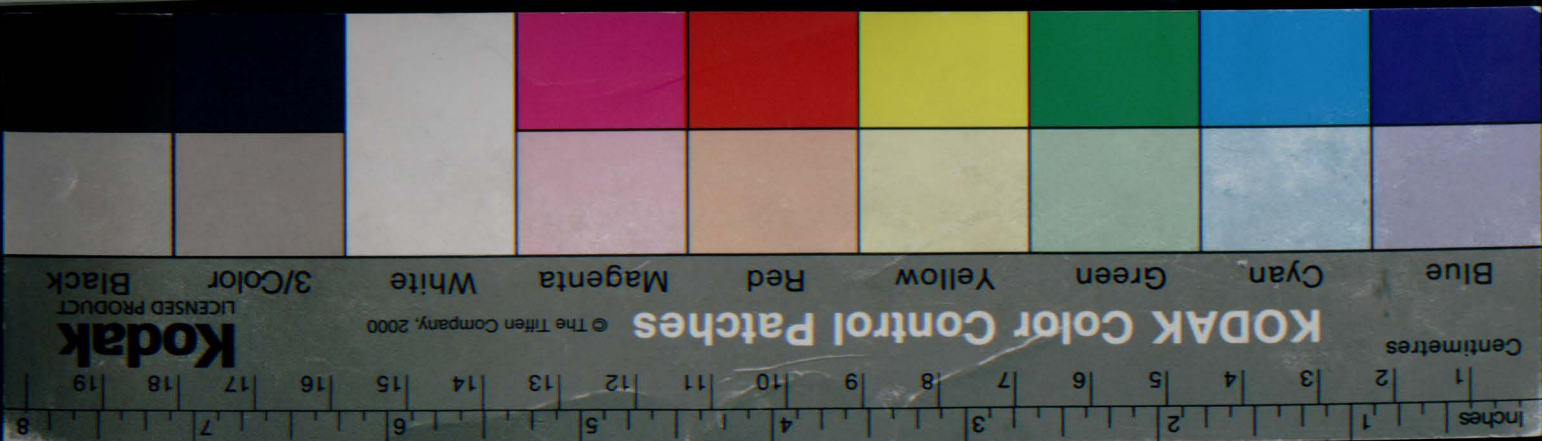 Inches 1 2 3 4 5 6 7 8
1 2 3 4 5 6 7 8 9 10 11 12 13 14 15 16 17 18 19
Centimetres
KODAK Color Control Patches © The Tiffen Company, 2000 Kodak
LICENSED PRODUCT
Blue Cyan Green Yellow Red Magenta White 3/Color Black